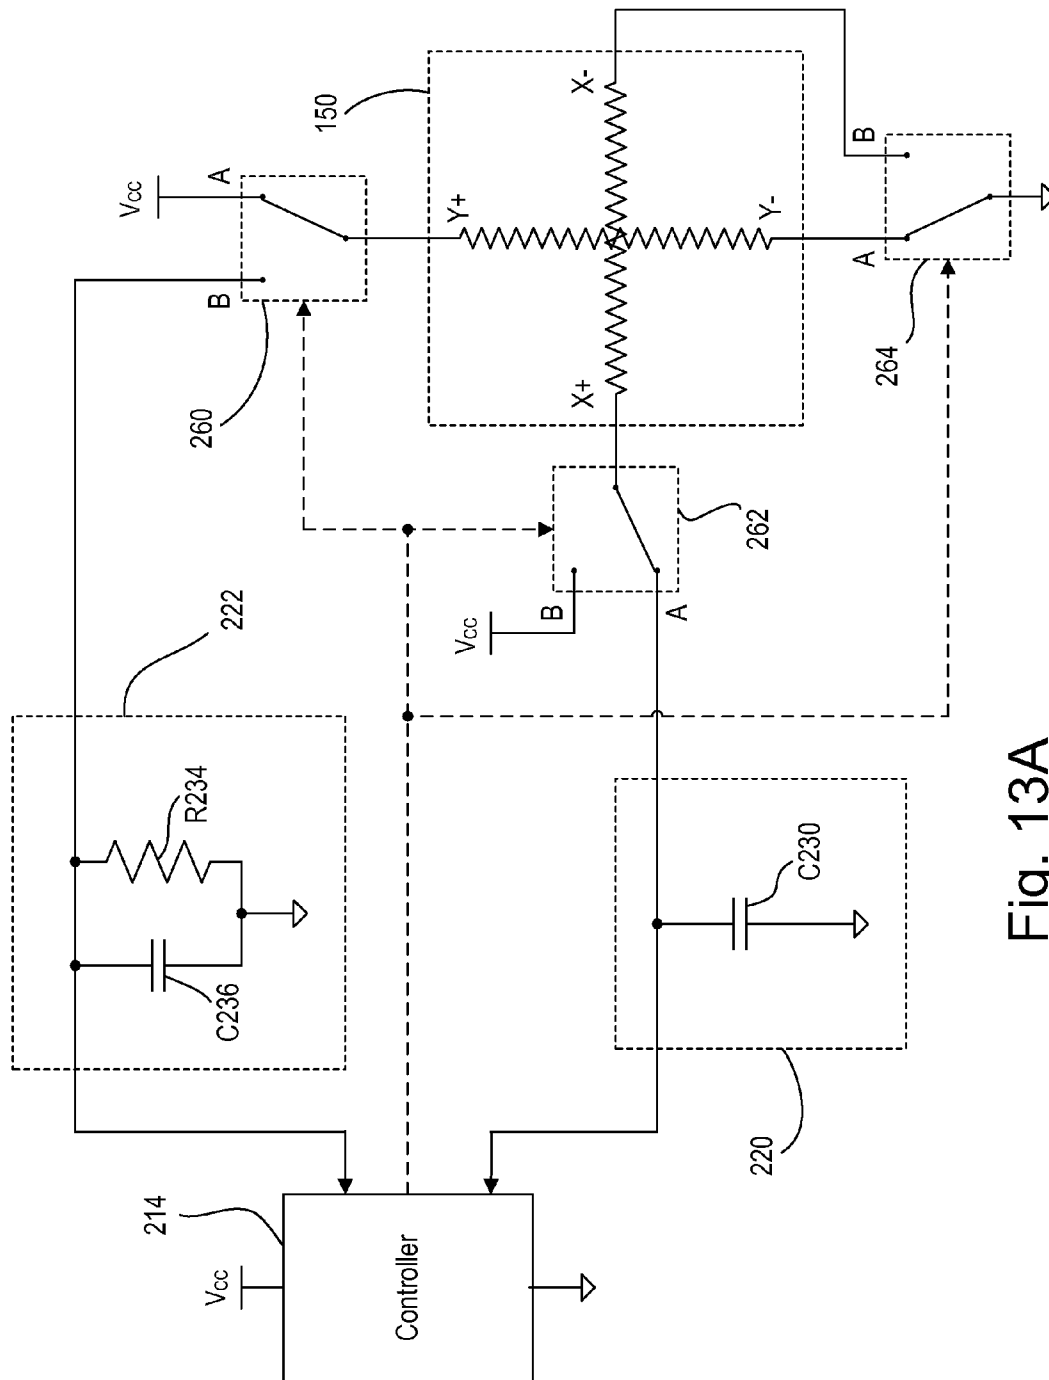 Vcc
214
Controller
222
R234
C236
220
C230
Vcc
B
A
262
260
B
A
Vcc
150
Y+
X+
X-
Y-
264
A
B
Fig. 13A